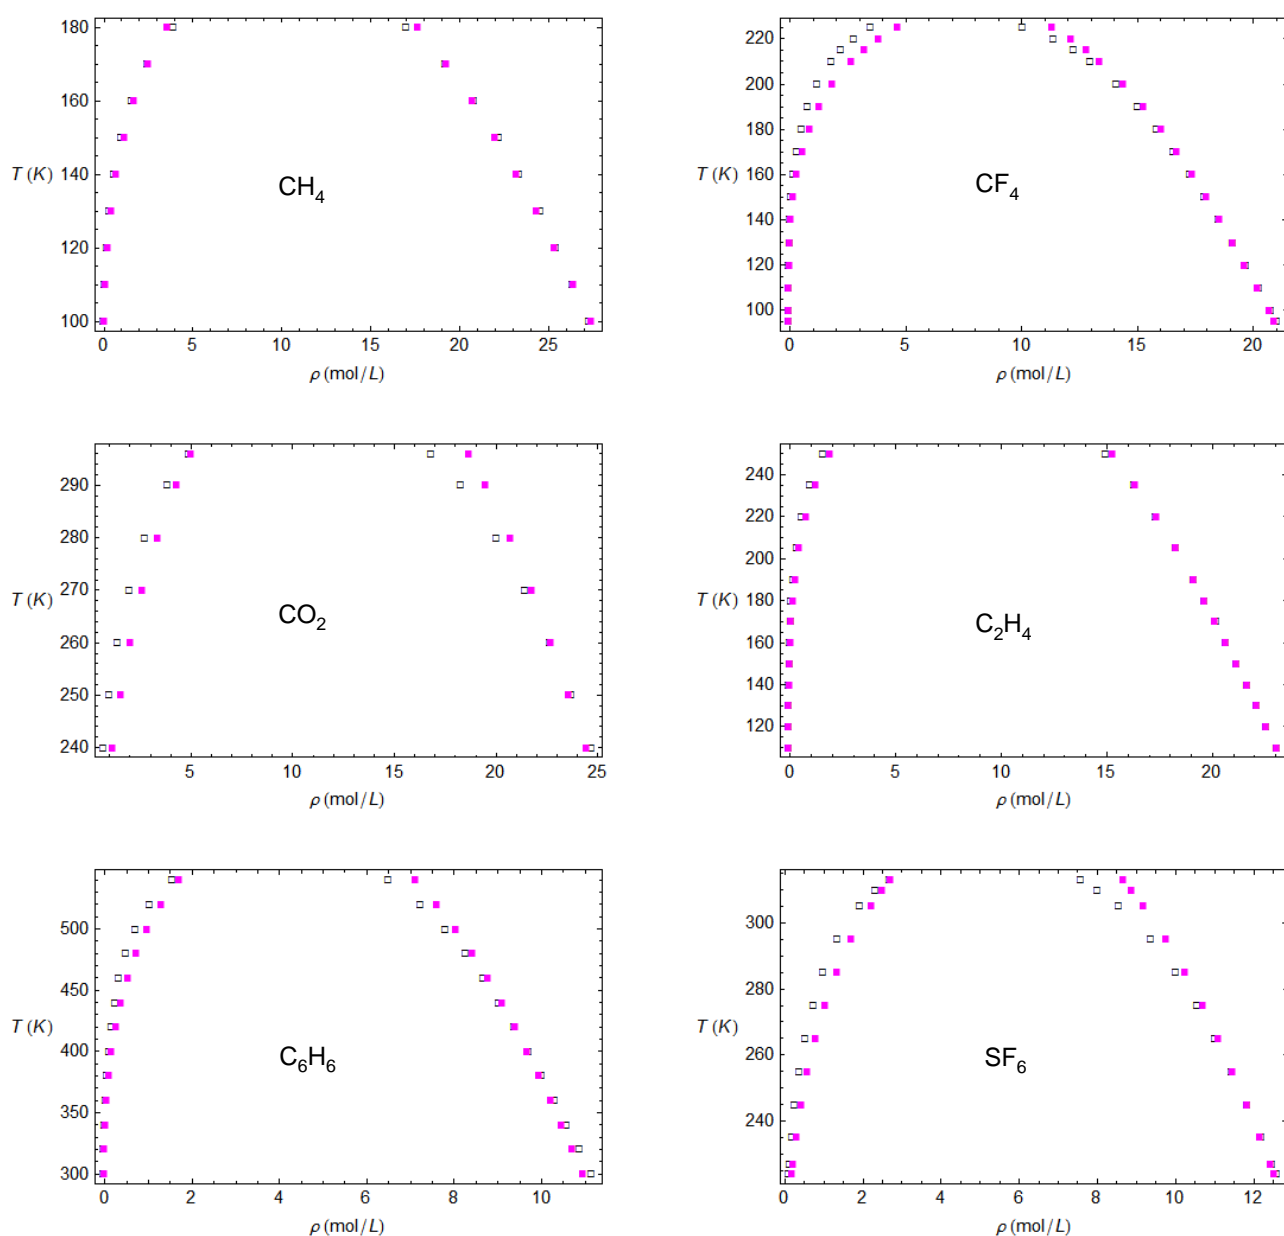 180
160
140
120
100
T (K)
CH4
0 5 10 15 20 25
ρ (mol/L)
220
200
180
160
140
120
100
T (K)
CF4
0 5 10 15 20
ρ (mol/L)
290
280
270
260
250
240
T (K)
CO2
5 10 15 20 25
ρ (mol/L)
240
220
200
180
160
140
120
T (K)
C2H4
0 5 10 15 20
ρ (mol/L)
500
450
400
350
300
T (K)
C6H6
0 2 4 6 8 10
ρ (mol/L)
300
280
260
240
T (K)
SF6
0 2 4 6 8 10 12
ρ (mol/L)